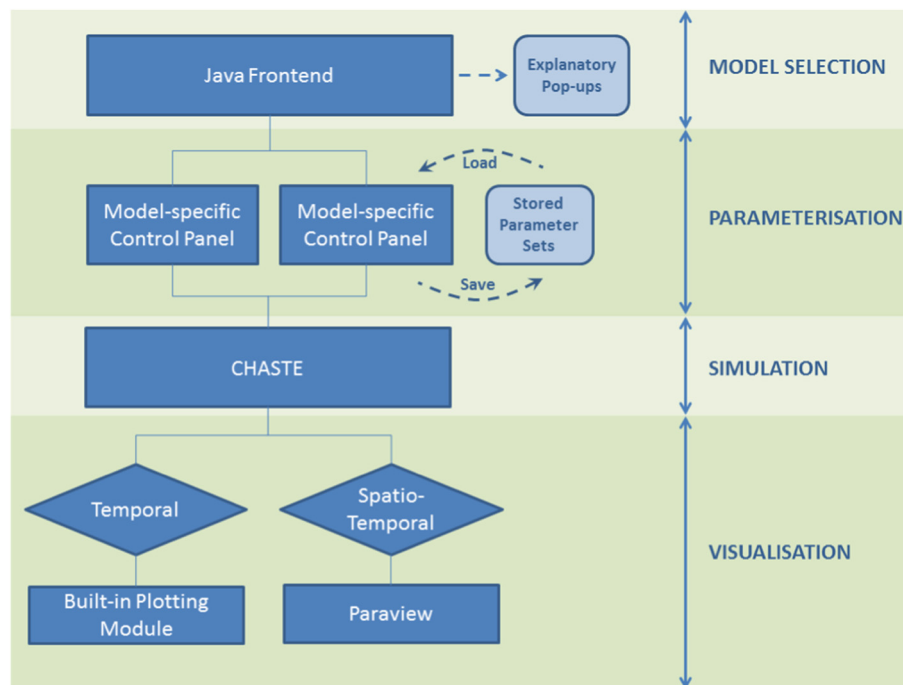 Java Frontend
Explanatory
Pop-ups
MODEL SELECTION
Load
Model-specific
Control Panel
Model-specific
Control Panel
Stored
Parameter
Sets
PARAMETERISATION
Save
CHASTE
SIMULATION
Temporal
Spatio-
Temporal
VISUALISATION
Built-in Plotting
Module
Paraview